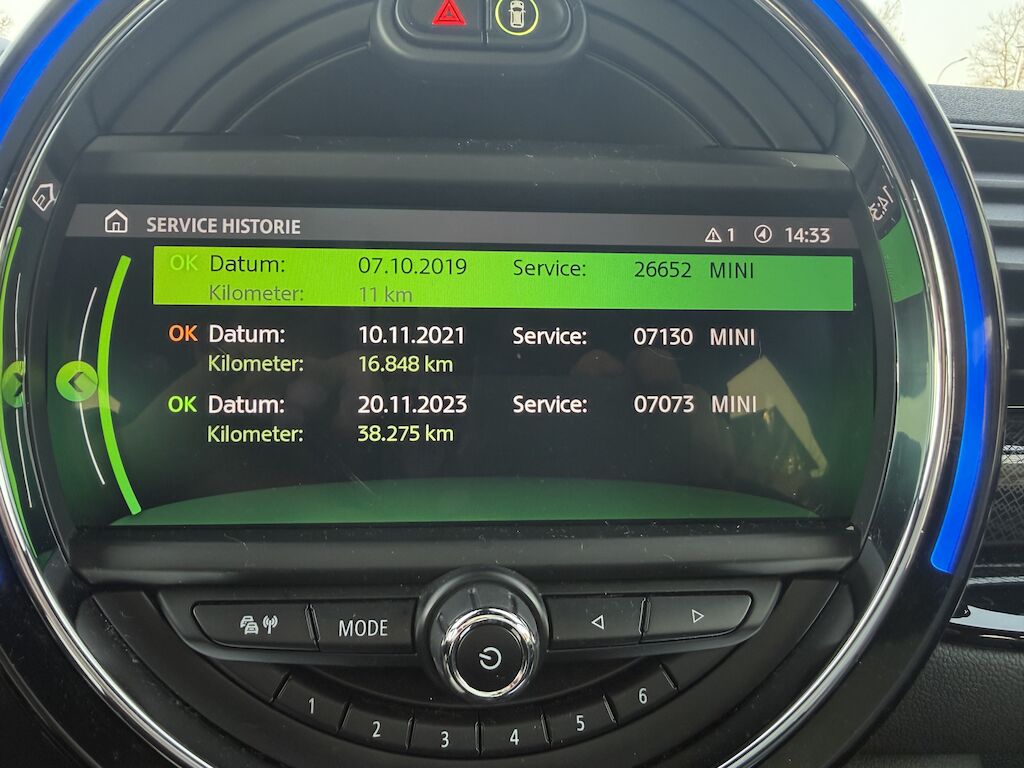 SERVICE HISTORIE 1 14:33
OK Datum: 07.10.2019 Service: 26652 MINI
Kilometer: 11 km
OK Datum: 10.11.2021 Service: 07130 MINI
Kilometer: 16.848 km
OK Datum: 20.11.2023 Service: 07073 MINI
Kilometer: 38.275 km
MODE
1 2 3 4 5 6